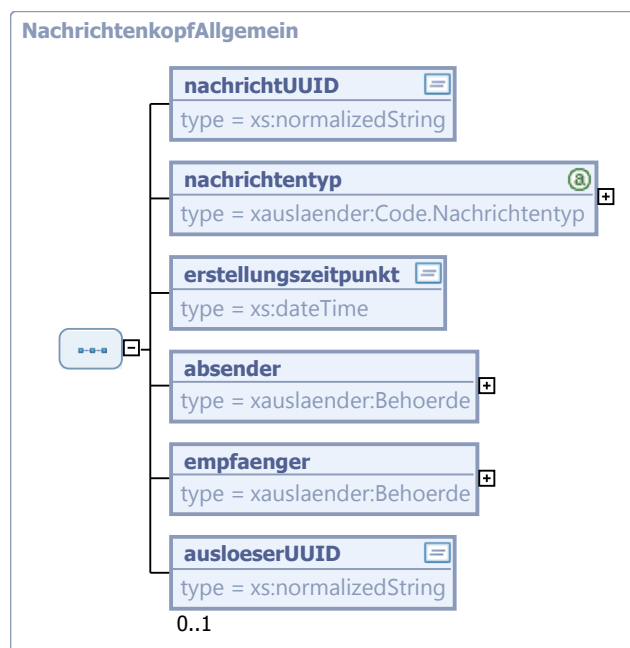 NachrichtenkopfAllgemein
nachrichtUUID
type = xs:normalizedString
nachrichtentyp
type = xauslaender:Code.Nachrichtentyp
erstellungszeitpunkt
type = xs:dateTime
absender
type = xauslaender:Behoerde
empfaenger
type = xauslaender:Behoerde
ausloeserUUID
type = xs:normalizedString
0..1